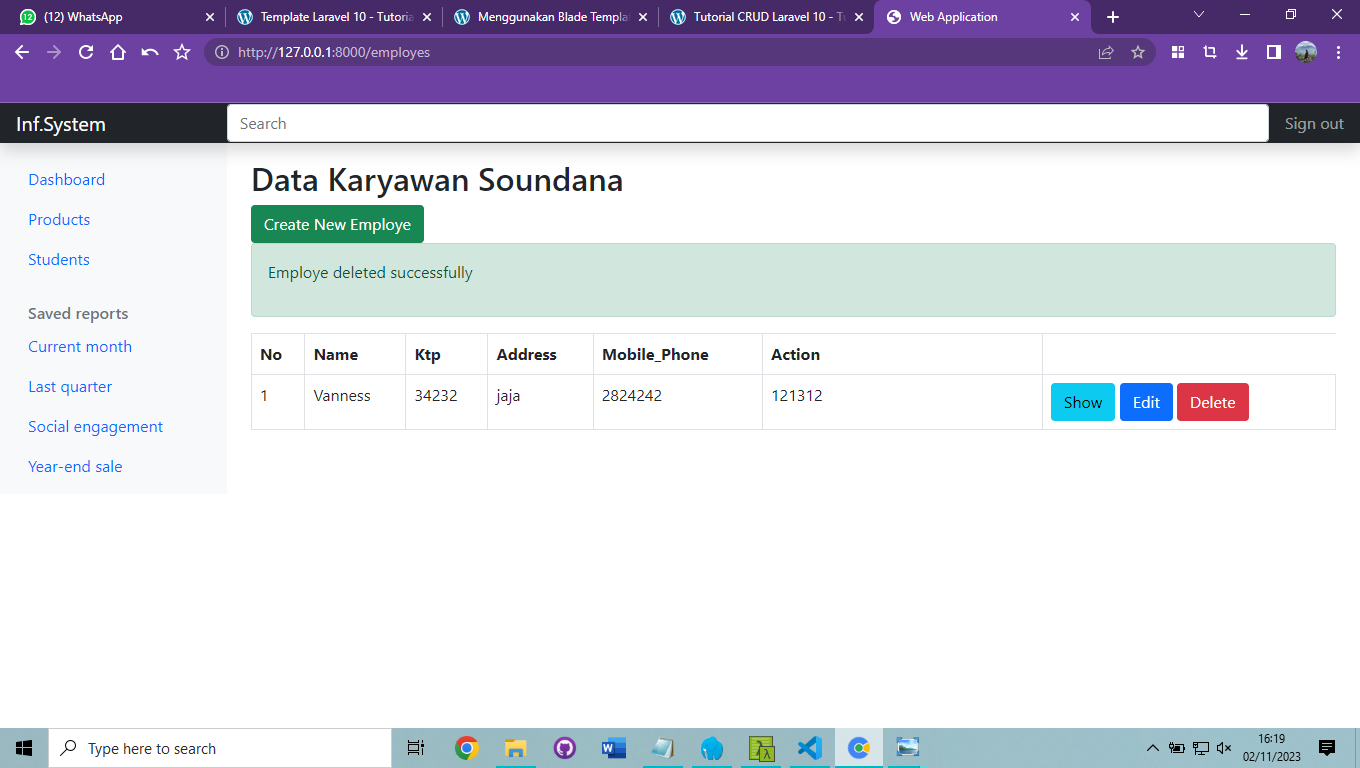 (12) WhatsApp
Template Laravel 10 - Tutoria
Menggunakan Blade Templa
Tutorial CRUD Laravel 10 - Tu
Web Application
http://127.0.0.1:8000/employes
Inf.System
Search
Sign out
Dashboard
Products
Students
Saved reports
Current month
Last quarter
Social engagement
Year-end sale
Data Karyawan Soundana
Create New Employe
Employe deleted successfully
No Name Ktp Address Mobile_Phone Action
1 Vanness 34232 jaja 2824242 121312 Show Edit Delete
Type here to search
16:19
02/11/2023